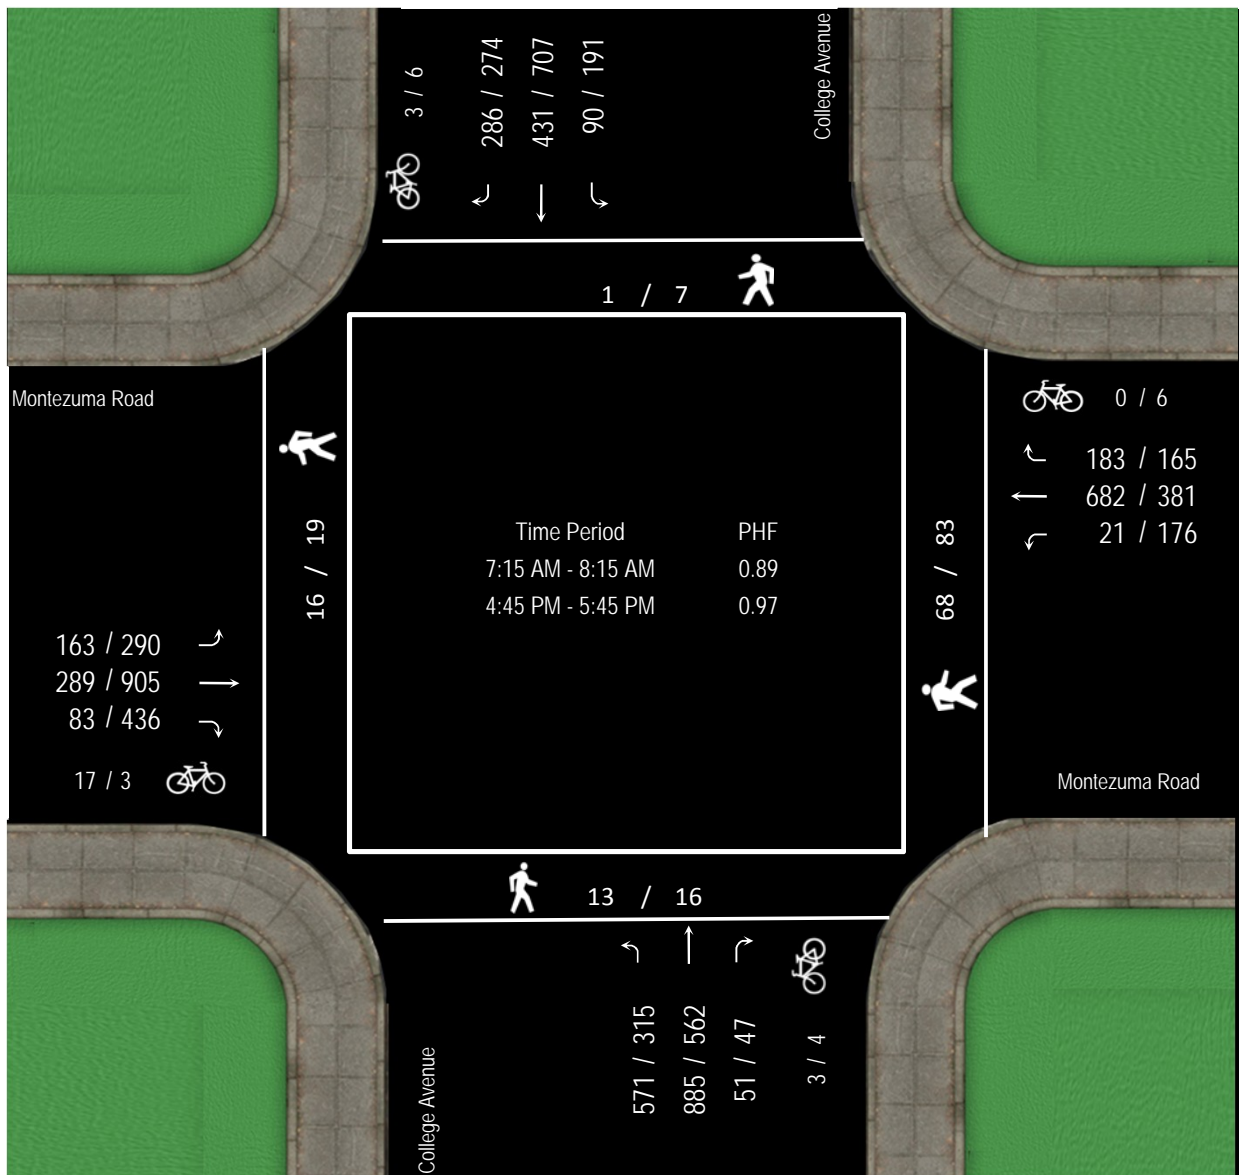 College Avenue
3 / 6
286 / 274
431 / 707
90 / 191
1 / 7
Montezuma Road
0 / 6
183 / 165
682 / 381
21 / 176
16 / 19
Time Period PHF
7:15 AM - 8:15 AM 0.89
4:45 PM - 5:45 PM 0.97
68 / 83
163 / 290
289 / 905
83 / 436
17 / 3
Montezuma Road
13 / 16
571 / 315
885 / 562
51 / 47
3 / 4
College Avenue